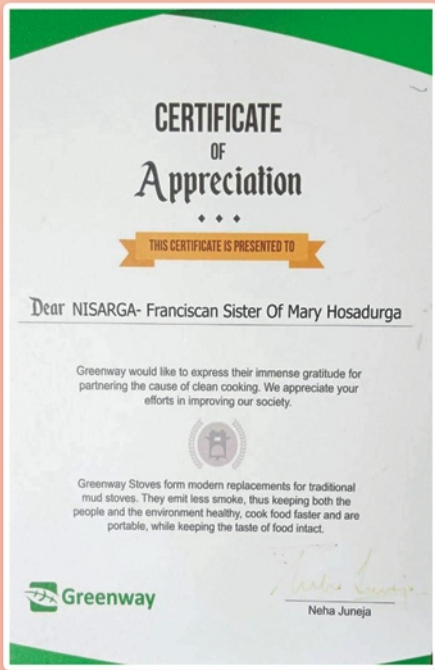 CERTIFICATE
OF
Appreciation
THIS CERTIFICATE IS PRESENTED TO
Dear NISARGA- Franciscan Sister Of Mary Hosadurga
Greenway would like to express their immense gratitude for
partnering the cause of clean cooking. We appreciate your
efforts in improving our society.
Greenway Stoves form modern replacements for traditional
mud stoves. They emit less smoke, thus keeping both the
people and the environment healthy, cook food faster and are
portable, while keeping the taste of food intact.
Greenway
Neha Juneja